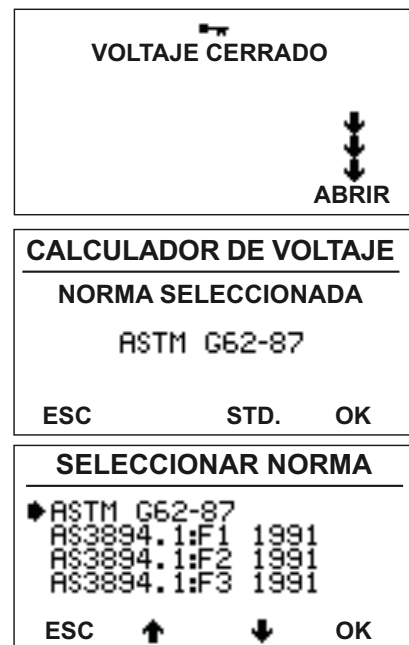 VOLTAJE CERRADO
ABRIR
CALCULADOR DE VOLTAJE
NORMA SELECCIONADA
ASTM G62-87
ESC STD. OK
SELECCIONAR NORMA
ASTM G62-87
AS3894.1:F1 1991
AS3894.1:F2 1991
AS3894.1:F3 1991
ESC OK